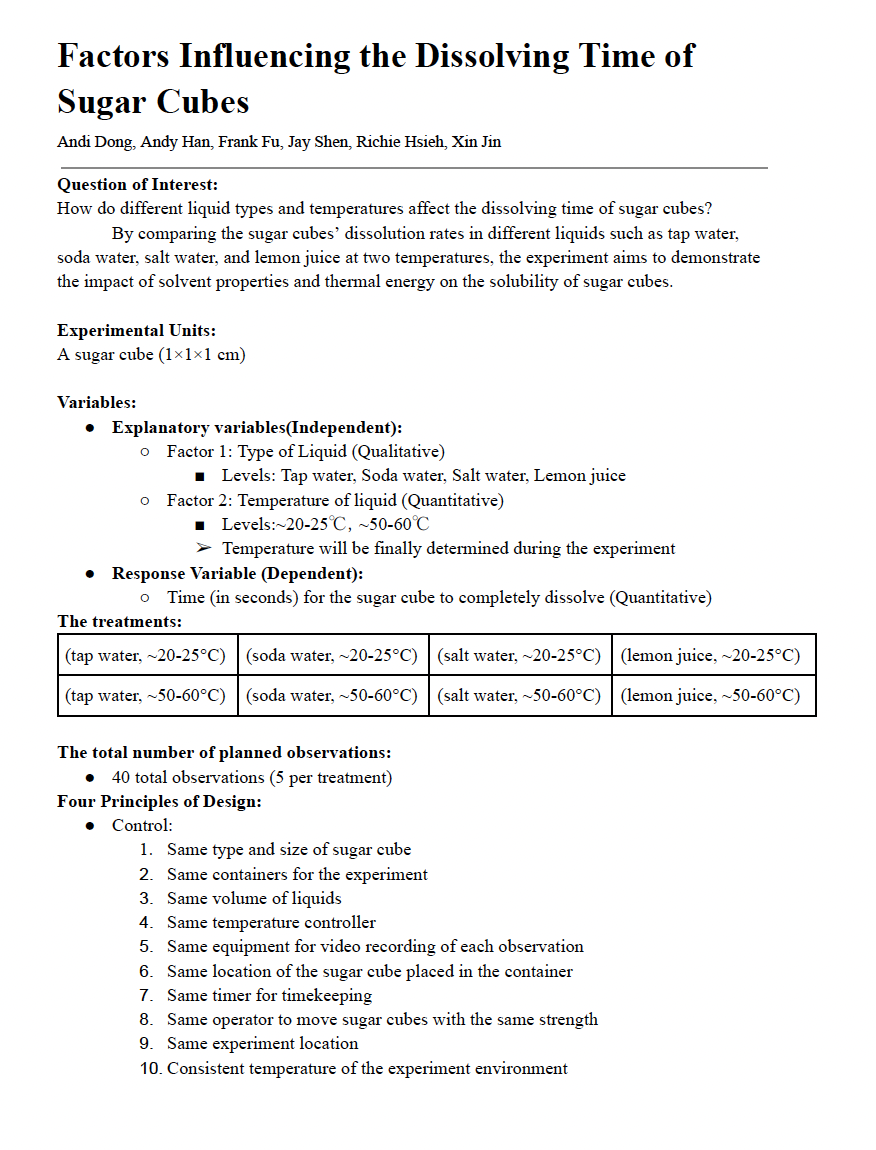 Factors Influencing the Dissolving Time of
Sugar Cubes
Andi Dong, Andy Han, Frank Fu, Jay Shen, Richie Hsieh, Xin Jin
Question of Interest:
How do different liquid types and temperatures affect the dissolving time of sugar cubes?
By comparing the sugar cubes’ dissolution rates in different liquids such as tap water,
soda water, salt water, and lemon juice at two temperatures, the experiment aims to demonstrate
the impact of solvent properties and thermal energy on the solubility of sugar cubes.
Experimental Units:
A sugar cube (1×1×1 cm)
Variables:
● Explanatory variables(Independent):
○ Factor 1: Type of Liquid (Qualitative)
■ Levels: Tap water, Soda water, Salt water, Lemon juice
○ Factor 2: Temperature of liquid (Quantitative)
■ Levels:~20-25℃, ~50-60℃
➢ Temperature will be finally determined during the experiment
● Response Variable (Dependent):
○ Time (in seconds) for the sugar cube to completely dissolve (Quantitative)
The treatments:
(tap water, ~20-25°C) (soda water, ~20-25°C) (salt water, ~20-25°C) (lemon juice, ~20-25°C)
(tap water, ~50-60°C) (soda water, ~50-60°C) (salt water, ~50-60°C) (lemon juice, ~50-60°C)
The total number of planned observations:
● 40 total observations (5 per treatment)
Four Principles of Design:
● Control:
1. Same type and size of sugar cube
2. Same containers for the experiment
3. Same volume of liquids
4. Same temperature controller
5. Same equipment for video recording of each observation
6. Same location of the sugar cube placed in the container
7. Same timer for timekeeping
8. Same operator to move sugar cubes with the same strength
9. Same experiment location
10. Consistent temperature of the experiment environment